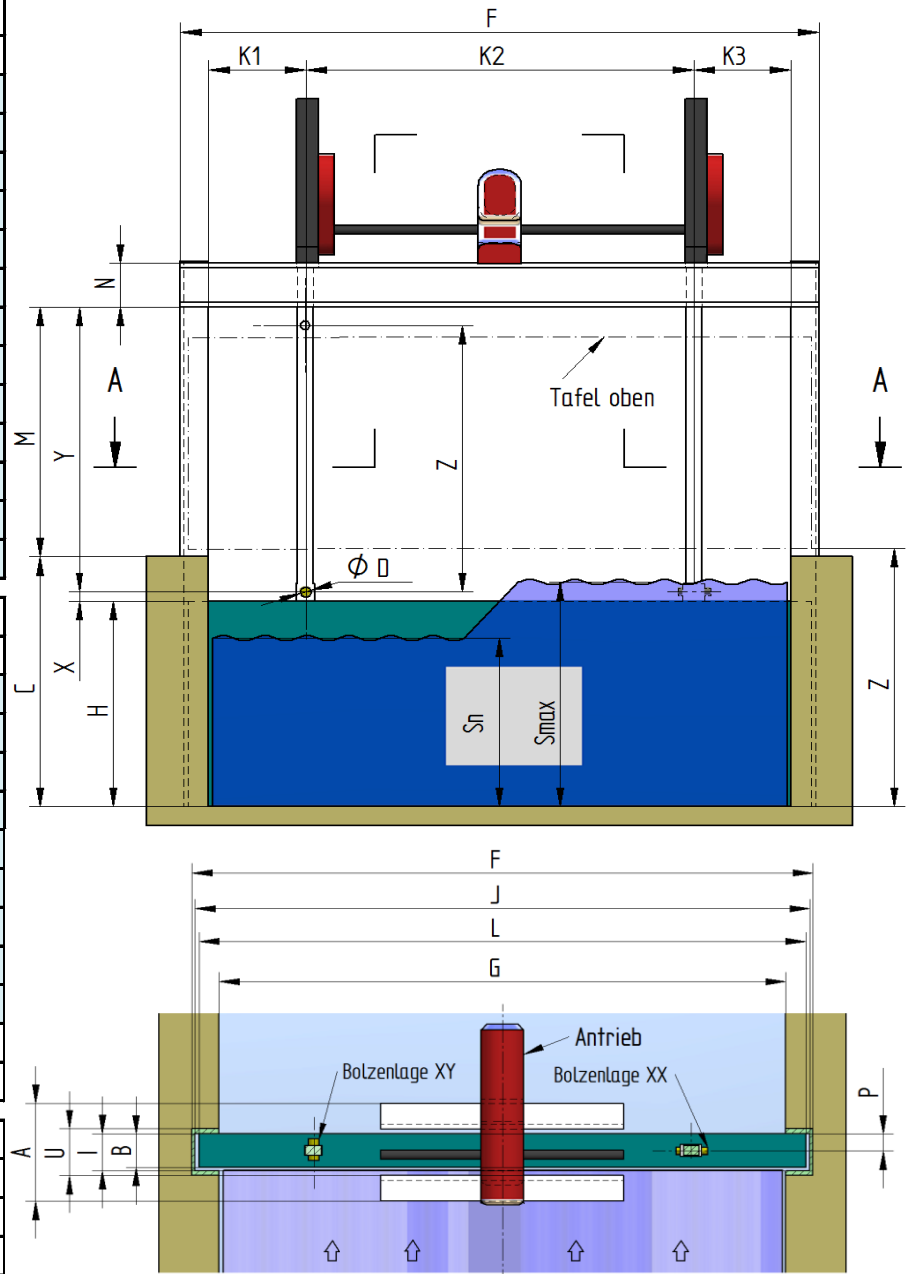 F
K1 K2 K3
N
A A
Tafel oben
M Y Z
Φ D
X
C H Sn Smax Z
F
J
L
G
Antrieb
Bolzenlage XY Bolzenlage XX
P
A U I B